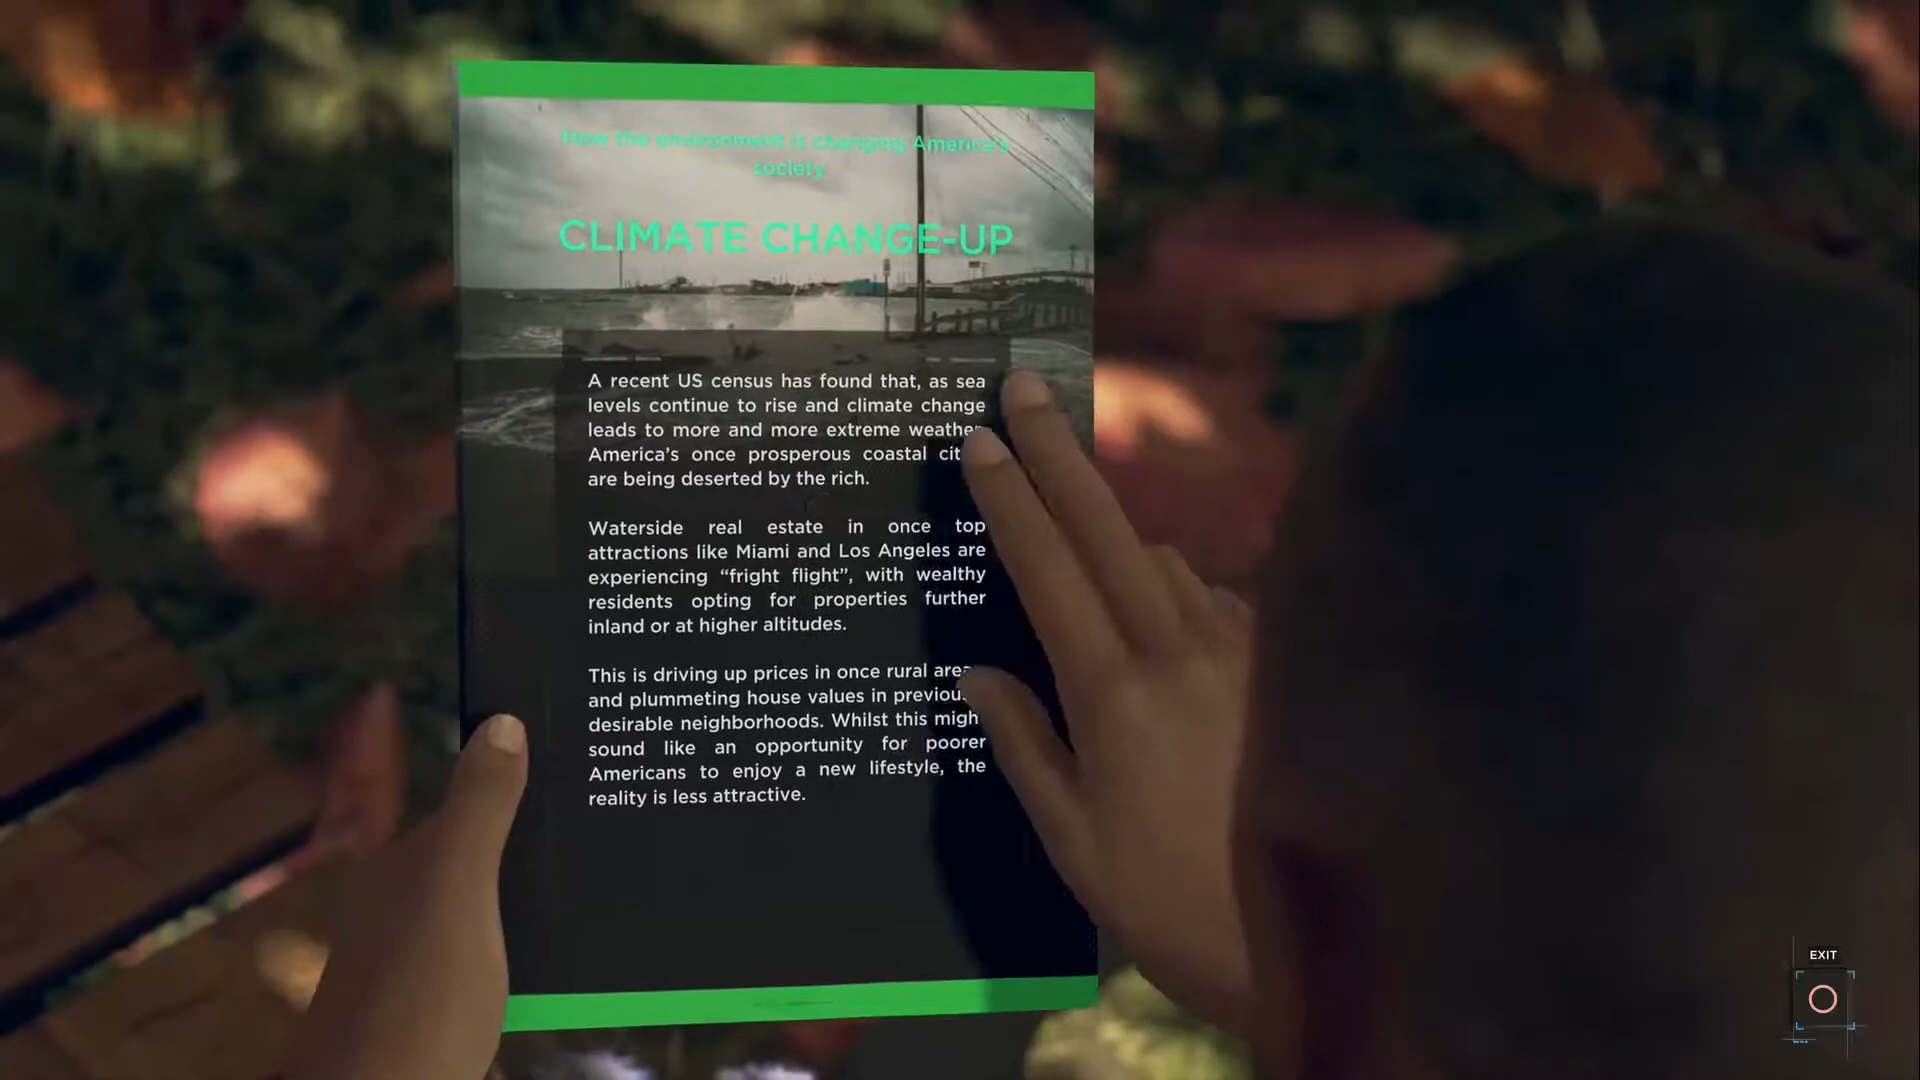 How the environment is changing America's
society
CLIMATE CHANGE-UP
A recent US census has found that, as sea
levels continue to rise and climate change
leads to more and more extreme weather
America's once prosperous coastal
are being deserted by the rich.
Waterside real estate in once top
attractions like Miami and Los Angeles are
experiencing “fright flight”, with wealthy
residents opting for properties further
inland or at higher altitudes.
This is driving up prices in once rural
and plummeting house values in
desirable neighborhoods. Whilst this
sound like an opportunity for poorer
Americans to enjoy a new lifestyle, the
reality is less attractive.
EXIT